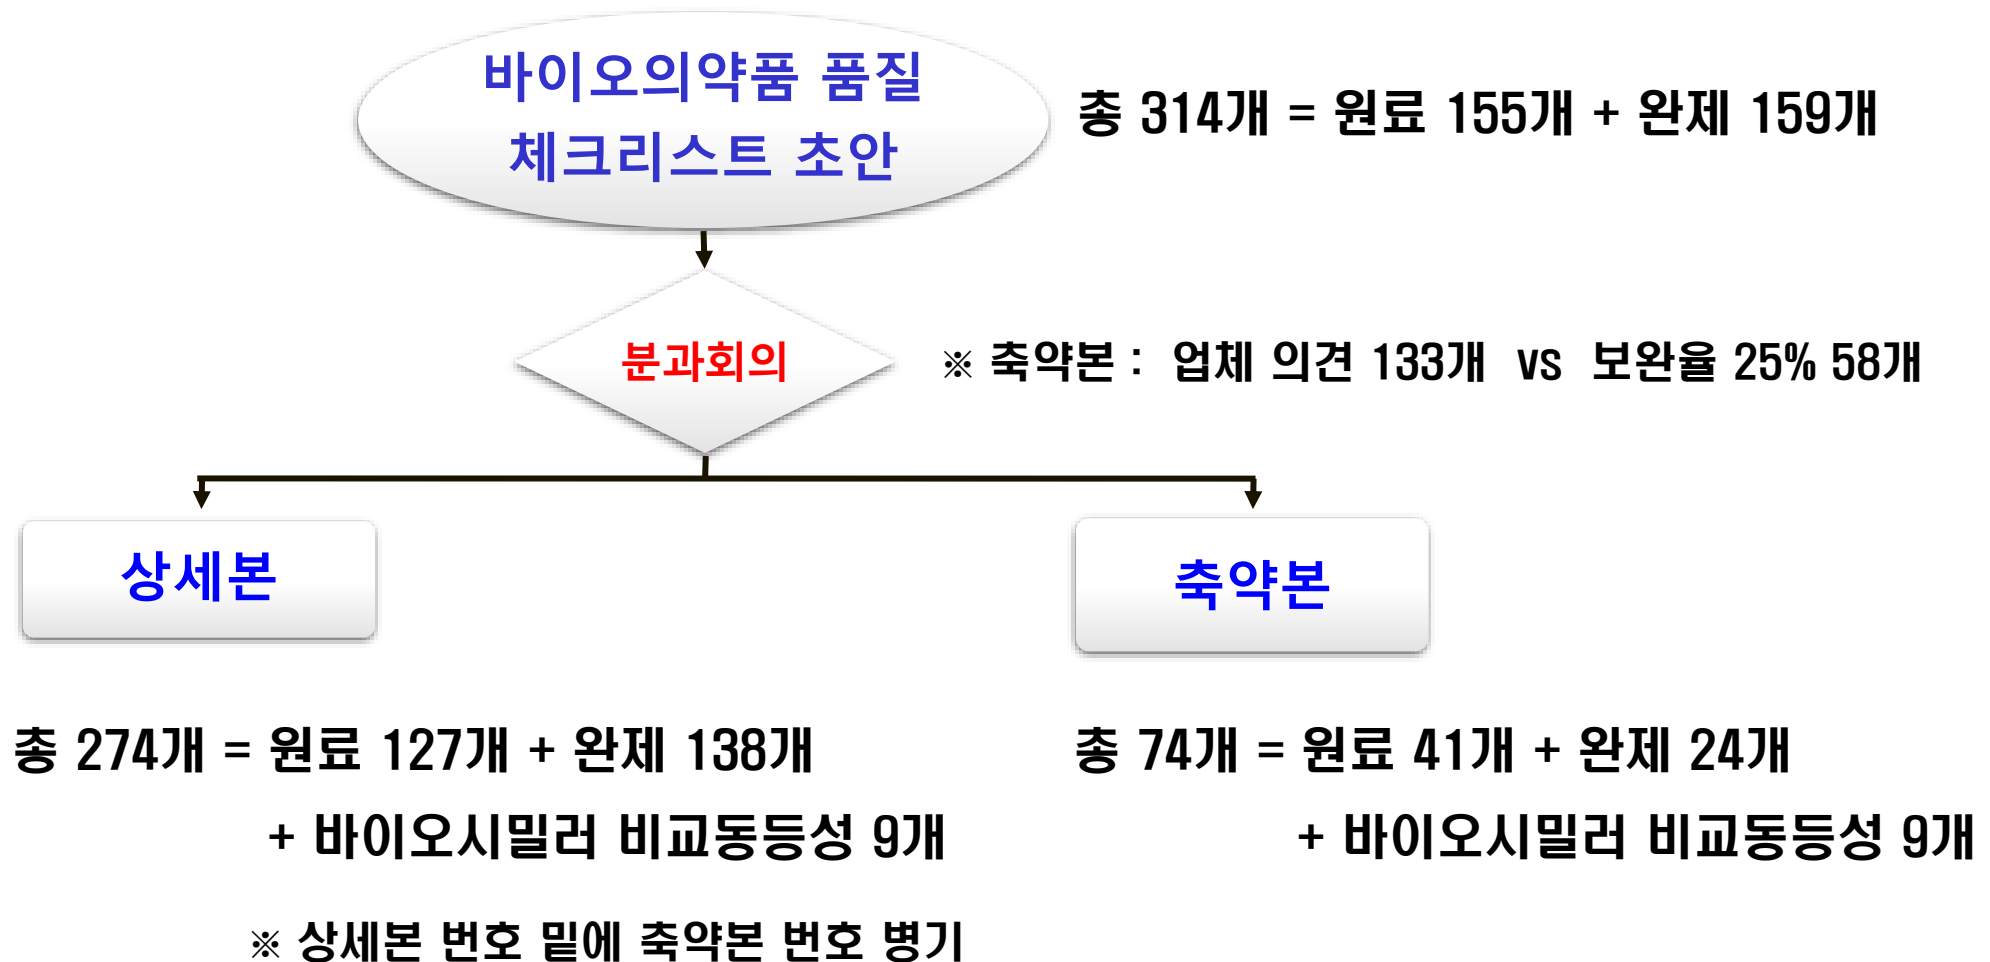 바이오의약품 품질
체크리스트 초안
총 314개 = 원료 155개 + 완제 159개
분과회의
※ 축약본 : 업체 의견 133개 vs 보완율 25% 58개
상세본
축약본
총 274개 = 원료 127개 + 완제 138개
+ 바이오시밀러 비교동등성 9개
※ 상세본 번호 밑에 축약본 번호 병기
총 74개 = 원료 41개 + 완제 24개
+ 바이오시밀러 비교동등성 9개